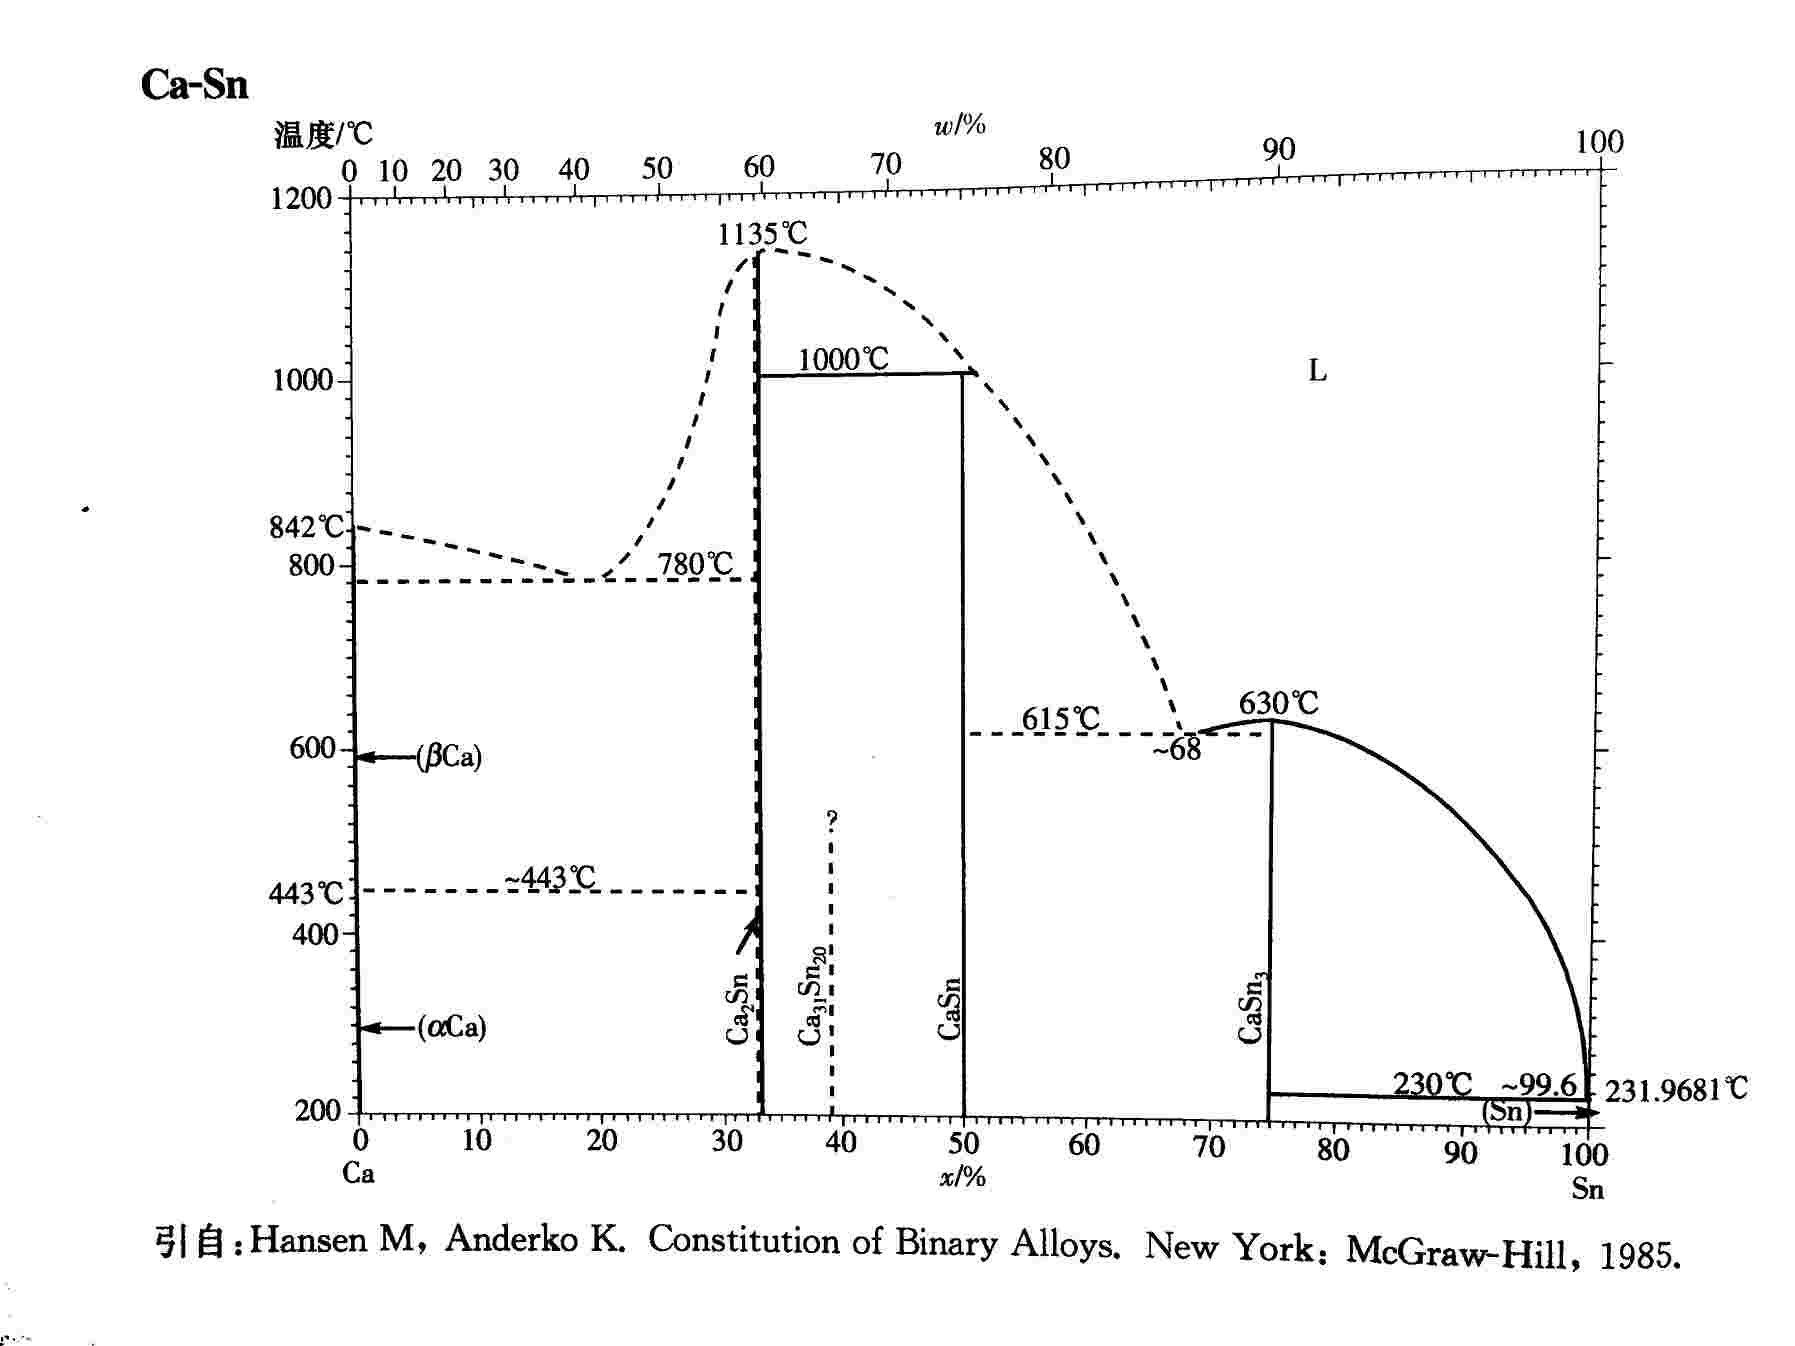 Ca-Sn
温度/℃
w/%
0 10 20 30 40 50 60 70 80 90 100
1200
1135℃
1000℃
1000
L
842℃
800
780℃
630℃
615℃
~68
600
(βCa)
?
~443℃
443℃
400
Ca₂Sn
Ca₃₁Sn₂₀
CaSn
CaSn₃
(αCa)
230℃ ~99.6
231.9681℃
(Sn)
200
0 10 20 30 40 50 60 70 80 90 100
Ca
x/%
Sn
引自:Hansen M, Anderko K. Constitution of Binary Alloys. New York: McGraw-Hill, 1985.